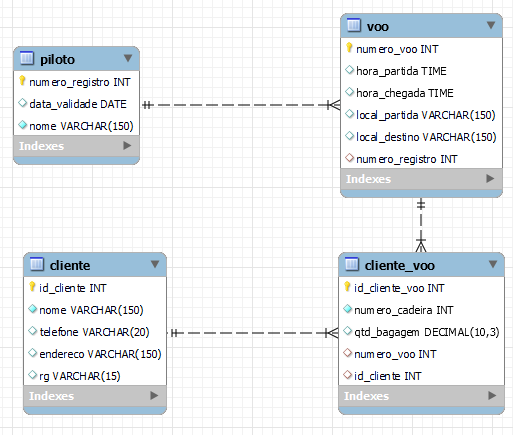 piloto
numero_registro INT
data_validade DATE
nome VARCHAR(150)
Indexes
voo
numero_voo INT
hora_partida TIME
hora_chegada TIME
local_partida VARCHAR(150)
local_destino VARCHAR(150)
numero_registro INT
Indexes
cliente
id_cliente INT
nome VARCHAR(150)
telefone VARCHAR(20)
endereco VARCHAR(150)
rg VARCHAR(15)
Indexes
cliente_voo
id_cliente_voo INT
numero_cadeira INT
qtd_bagagem DECIMAL(10,3)
numero_voo INT
id_cliente INT
Indexes